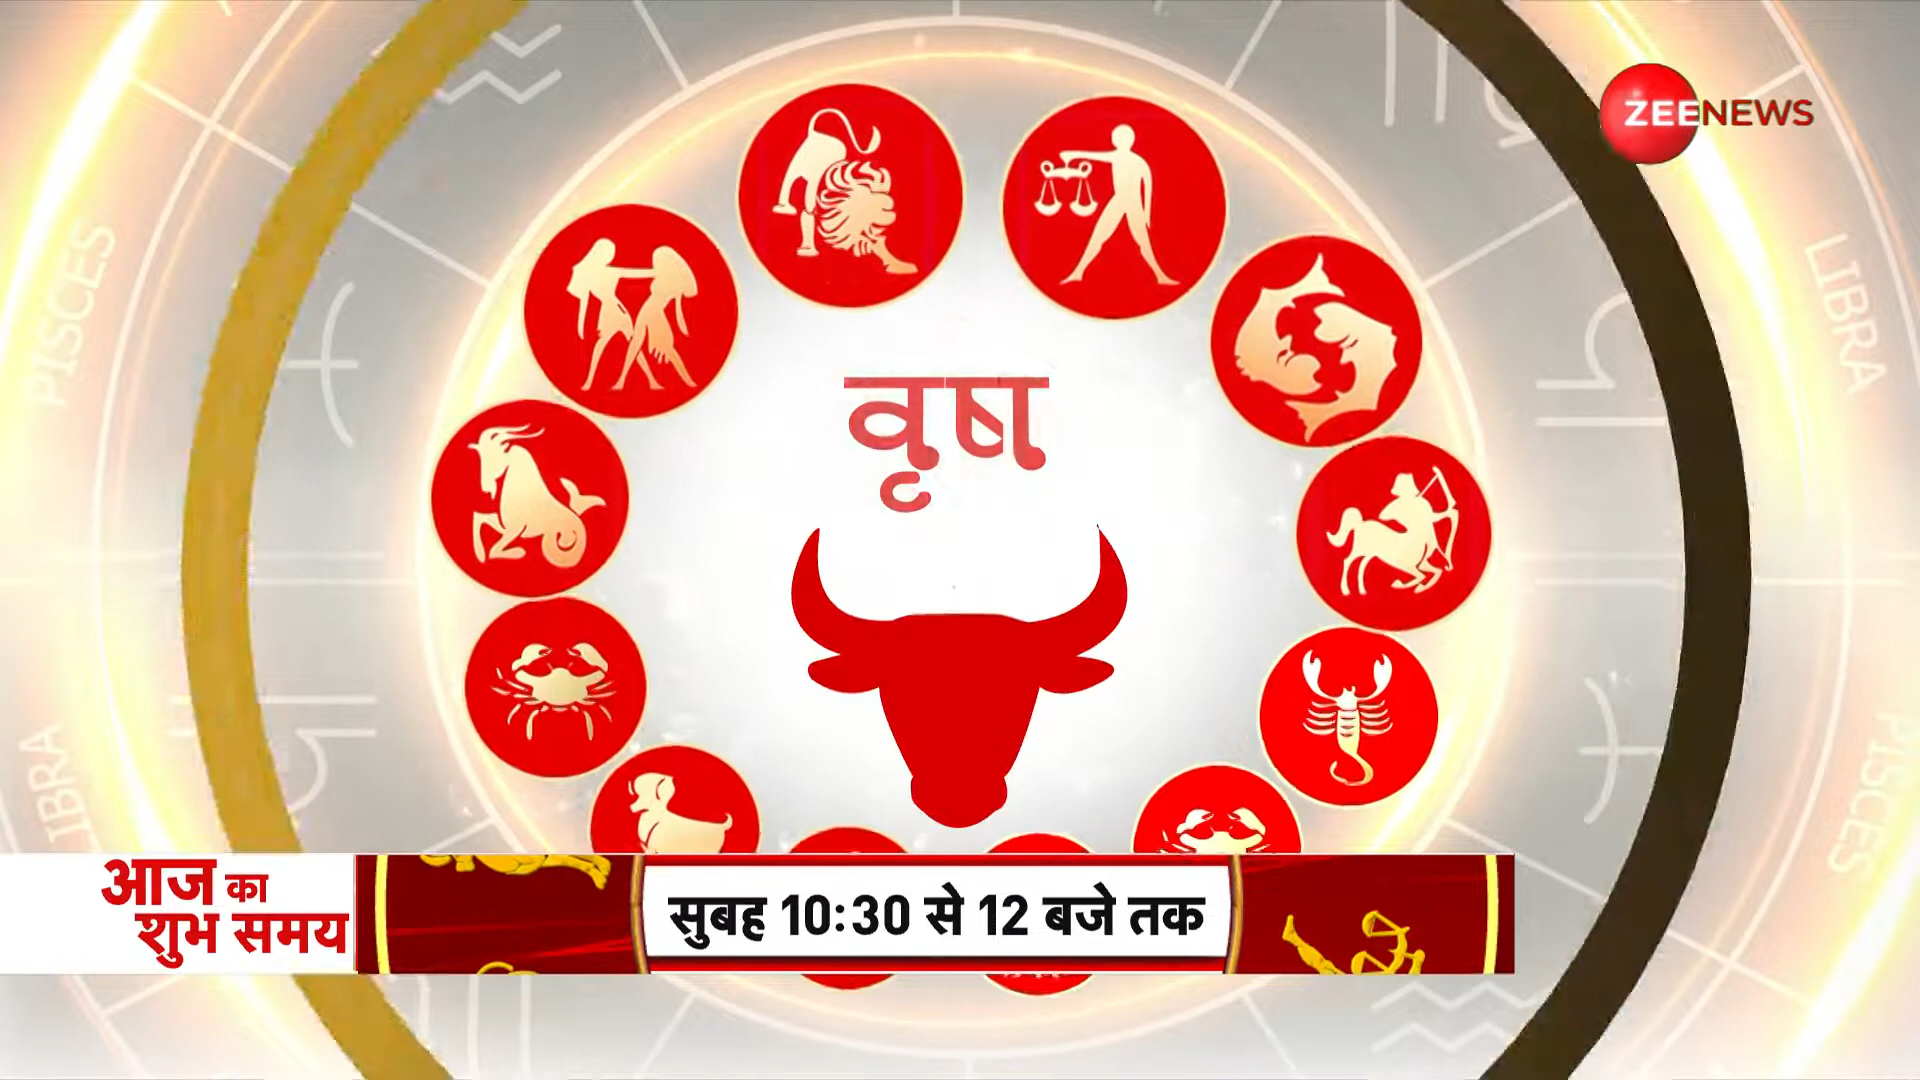 ZEENEWS
PISCES
LIBRA
वृष
LIBRA
PISCES
आज का
शुभ समय
सुबह 10:30 से 12 बजे तक